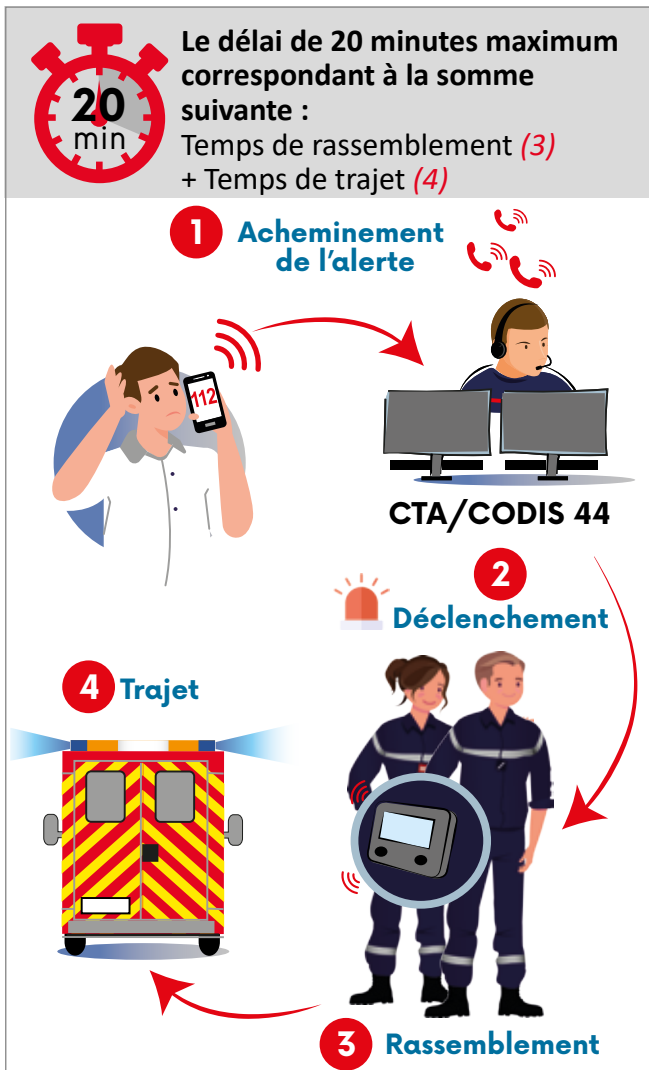 20
min
Le délai de 20 minutes maximum
correspondant à la somme
suivante :
Temps de rassemblement (3)
+ Temps de trajet (4)
1 Acheminement
de l'alerte
112
CTA/CODIS 44
2
Déclenchement
4 Trajet
3 Rassemblement